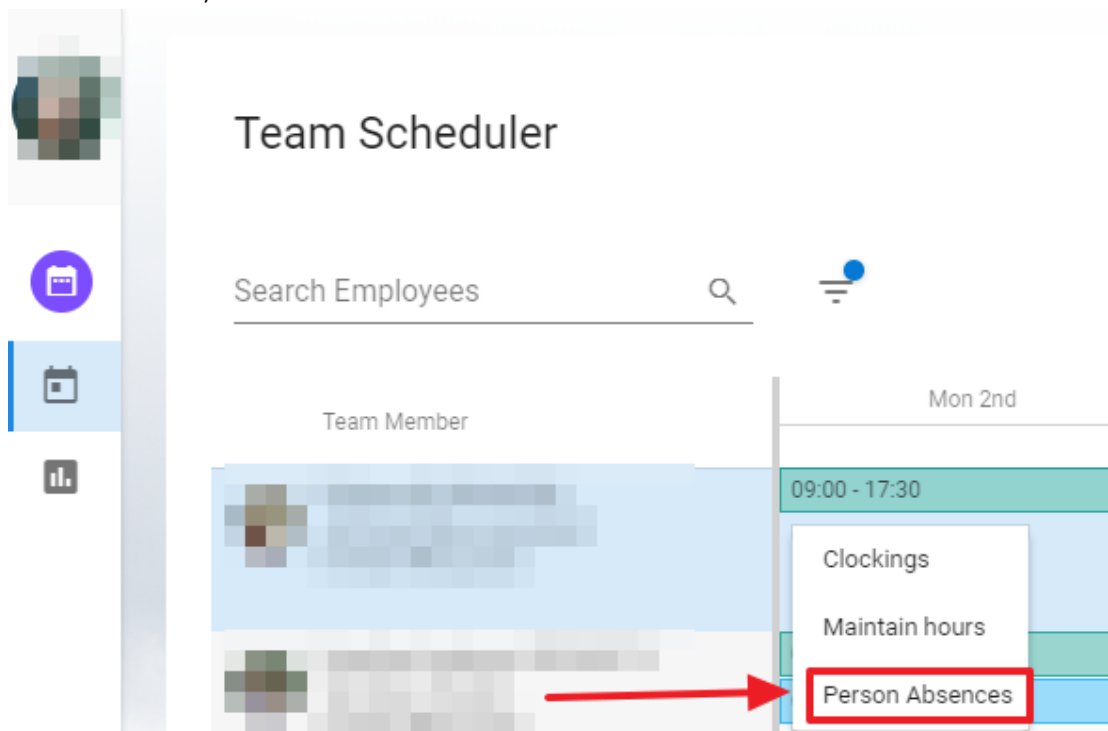 Team Scheduler
Search Employees
Team Member
Mon 2nd
09:00 - 17:30
Clockings
Maintain hours
Person Absences